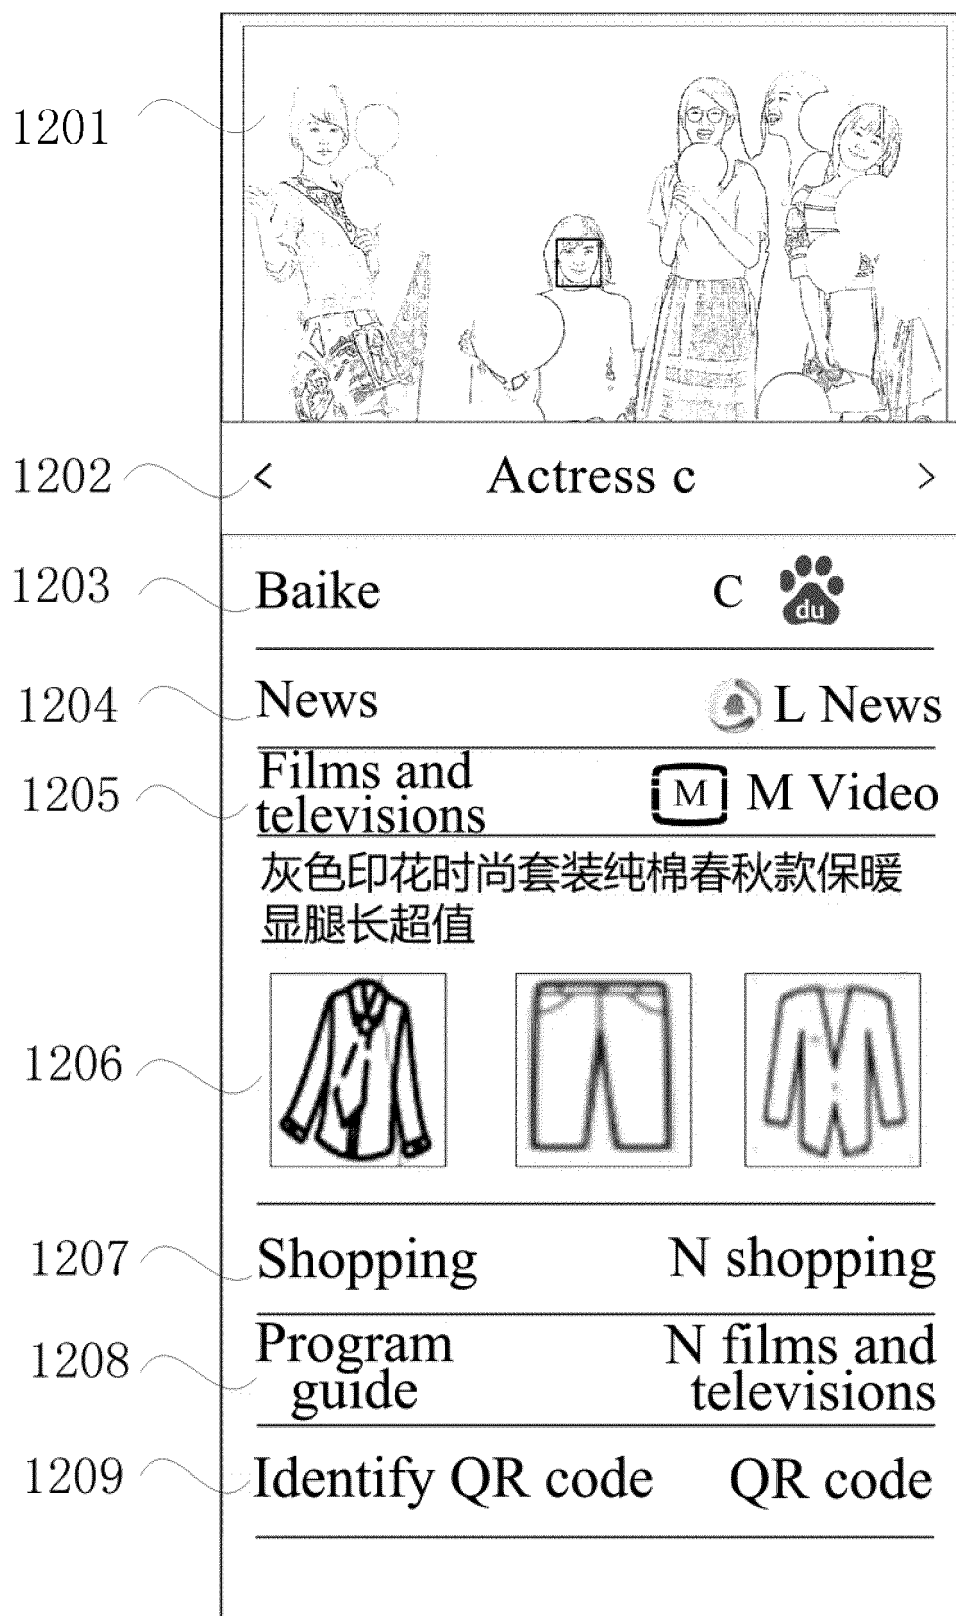 1201
1202 < Actress c >
1203 Baike C du
1204 News L News
1205 Films and televisions M M Video
灰色印花时尚套装纯棉春秋款保暖
显腿长超值
1206
1207 Shopping N shopping
1208 Program guide N films and televisions
1209 Identify QR code QR code